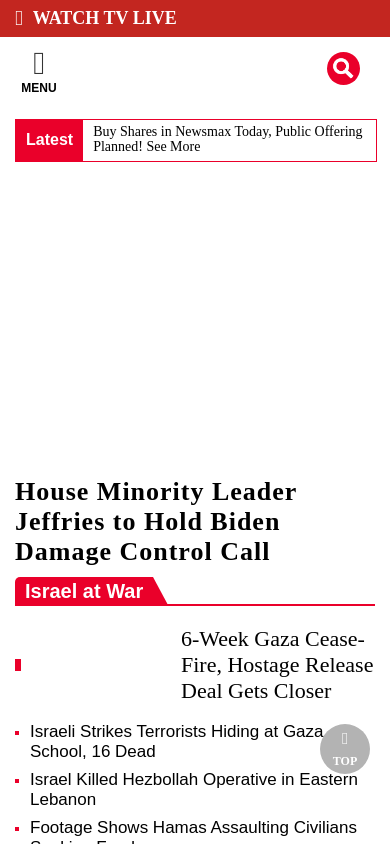 WATCH TV LIVE
MENU
Latest
Buy Shares in Newsmax Today, Public Offering
Planned! See More
House Minority Leader
Jeffries to Hold Biden
Damage Control Call
Israel at War
6-Week Gaza Cease-
Fire, Hostage Release
Deal Gets Closer
Israeli Strikes Terrorists Hiding at Gaza
School, 16 Dead
TOP
Israel Killed Hezbollah Operative in Eastern
Lebanon
Footage Shows Hamas Assaulting Civilians